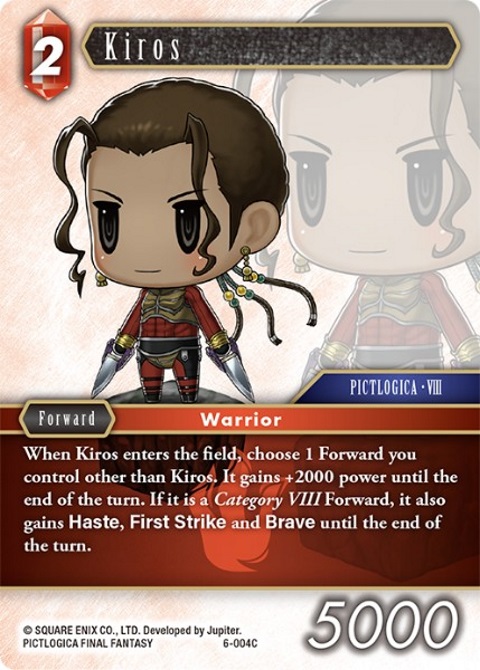 2
Kiros
PICTLOGICA · VIII
Forward
Warrior
When Kiros enters the field, choose 1 Forward you
control other than Kiros. It gains +2000 power until the
end of the turn. If it is a Category VIII Forward, it also
gains Haste, First Strike and Brave until the end of
the turn.
© SQUARE ENIX CO., LTD. Developed by Jupiter.
PICTLOGICA FINAL FANTASY 6-004C
5000